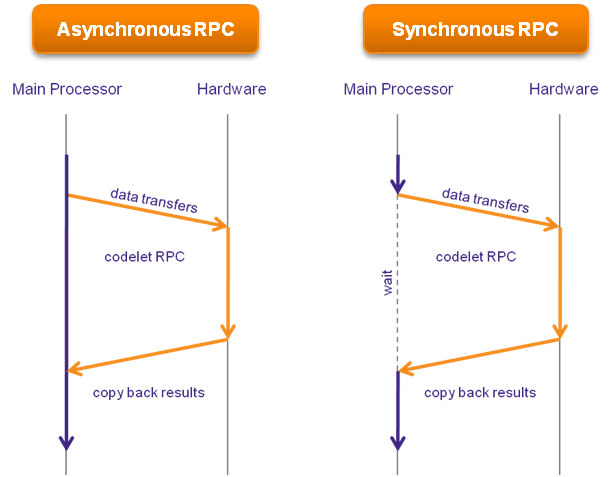 Asynchronous RPC
Main Processor
Hardware
data transfers
codelet RPC
copy back results
Synchronous RPC
Main Processor
Hardware
data transfers
codelet RPC
wait
copy back results